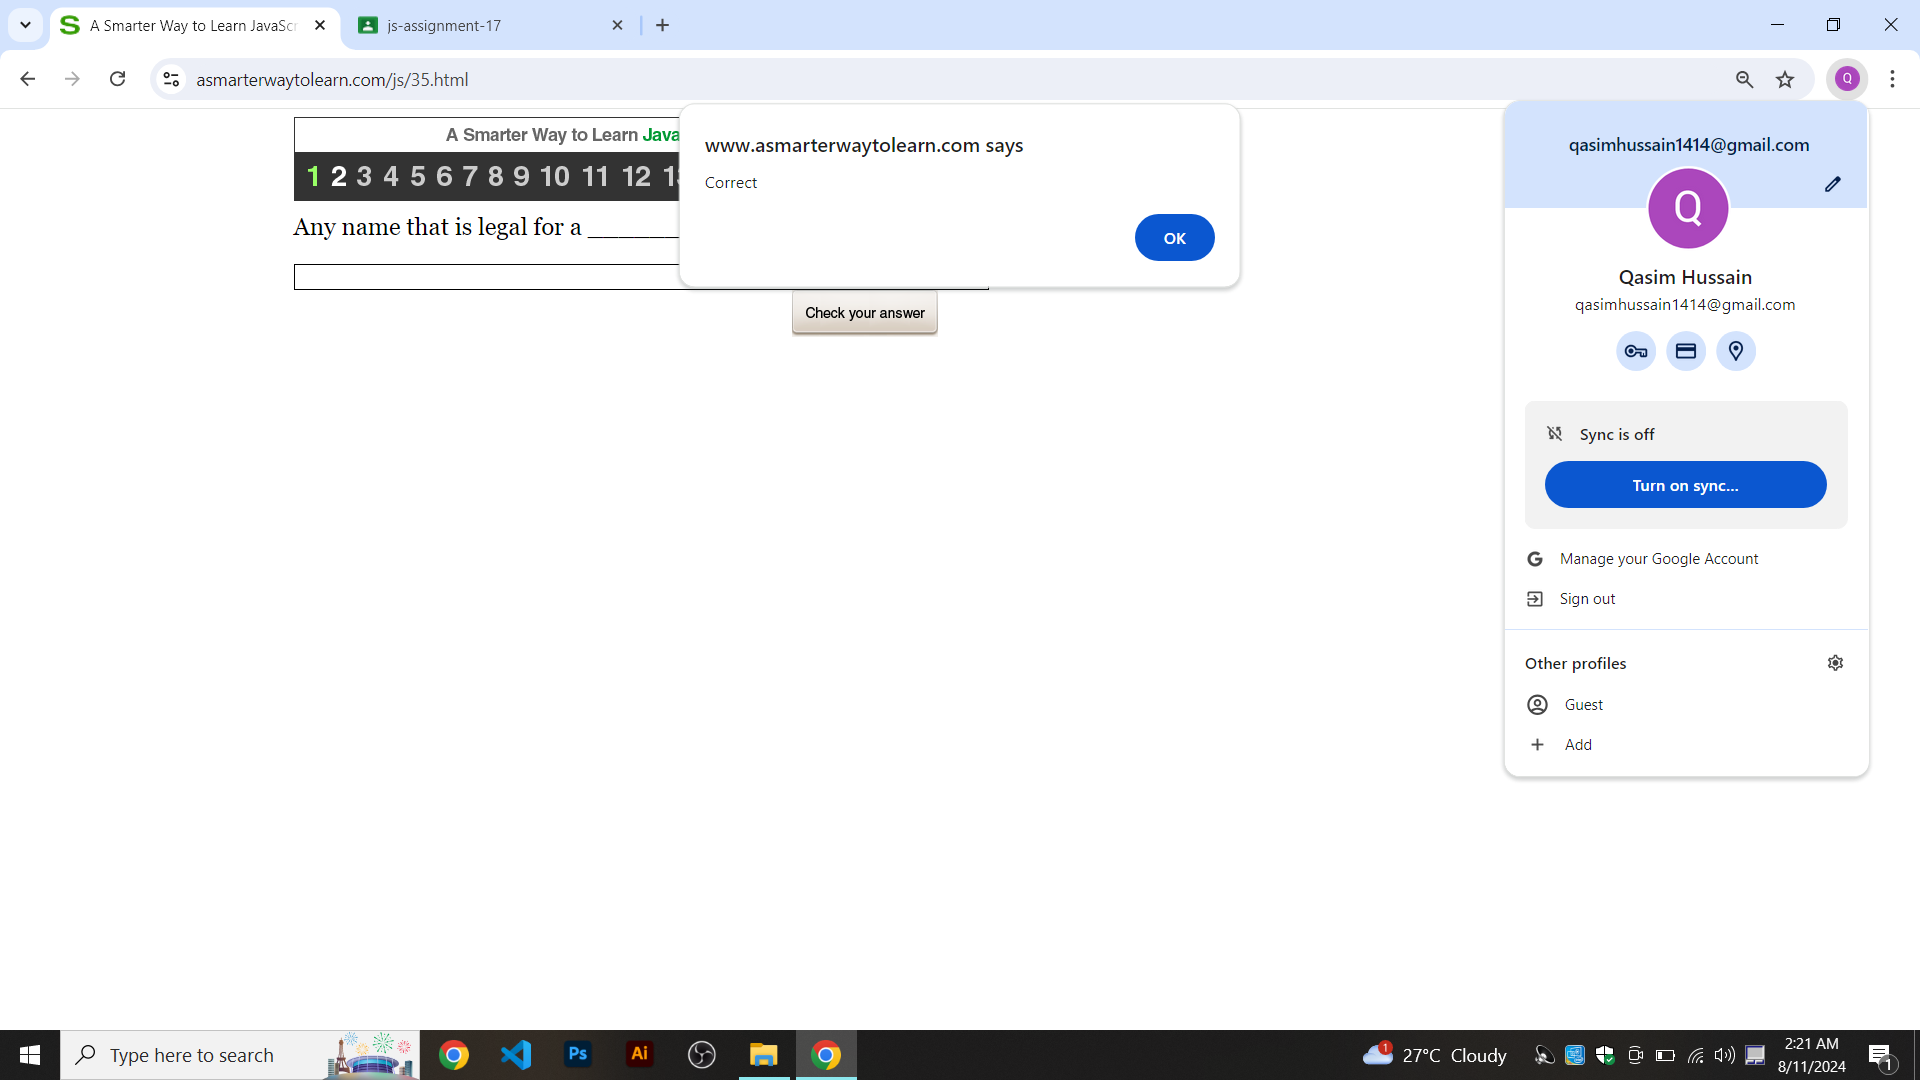 A Smarter Way to Learn JavaScr
js-assignment-17
asmarterwaytolearn.com/js/35.html
Q
A Smarter Way to Learn Java
1 2 3 4 5 6 7 8 9 10 11 12
Any name that is legal for a ______
Check your answer
www.asmarterwaytolearn.com says
Correct
OK
qasimhussain1414@gmail.com
Q
Qasim Hussain
qasimhussain1414@gmail.com
Sync is off
Turn on sync...
Manage your Google Account
Sign out
Other profiles
Guest
Add
Type here to search
Ps
Ai
1
27°C Cloudy
2:21 AM
8/11/2024
1